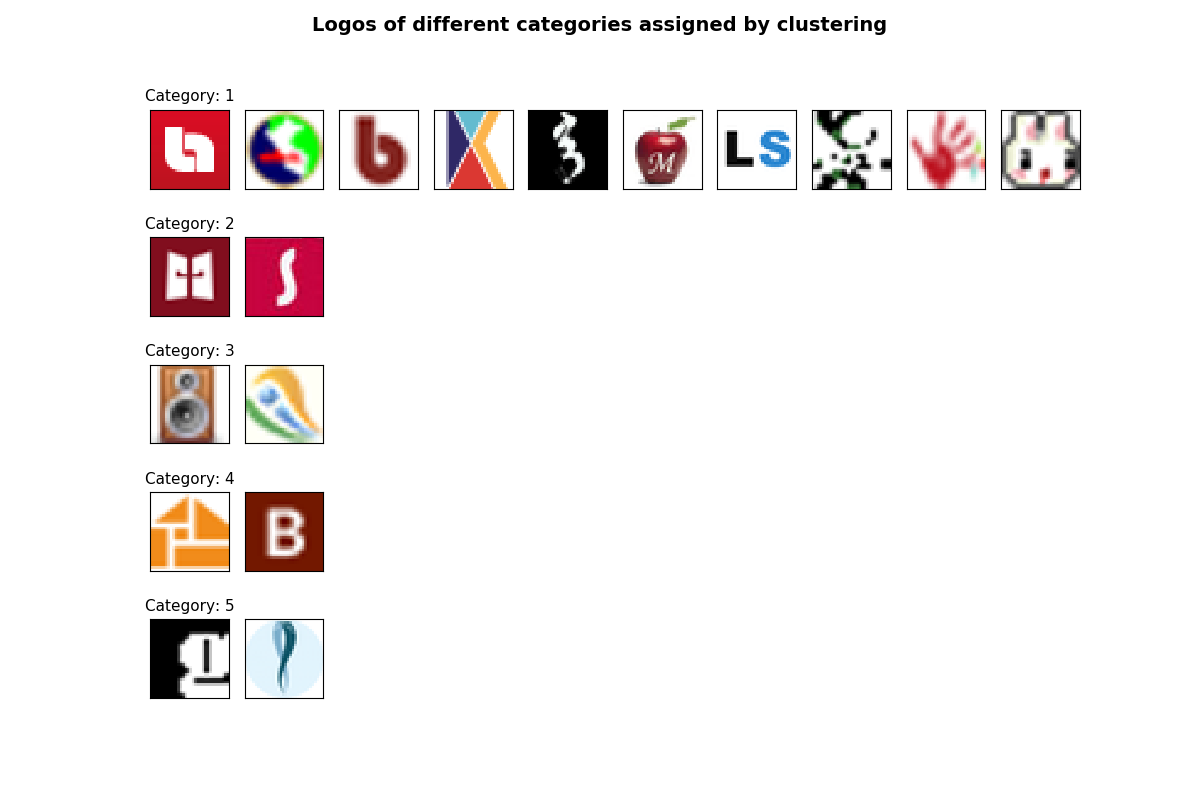 Logos of different categories assigned by clustering
Category: 1
b
M
LS
Category: 2
S
Category: 3
Category: 4
B
Category: 5